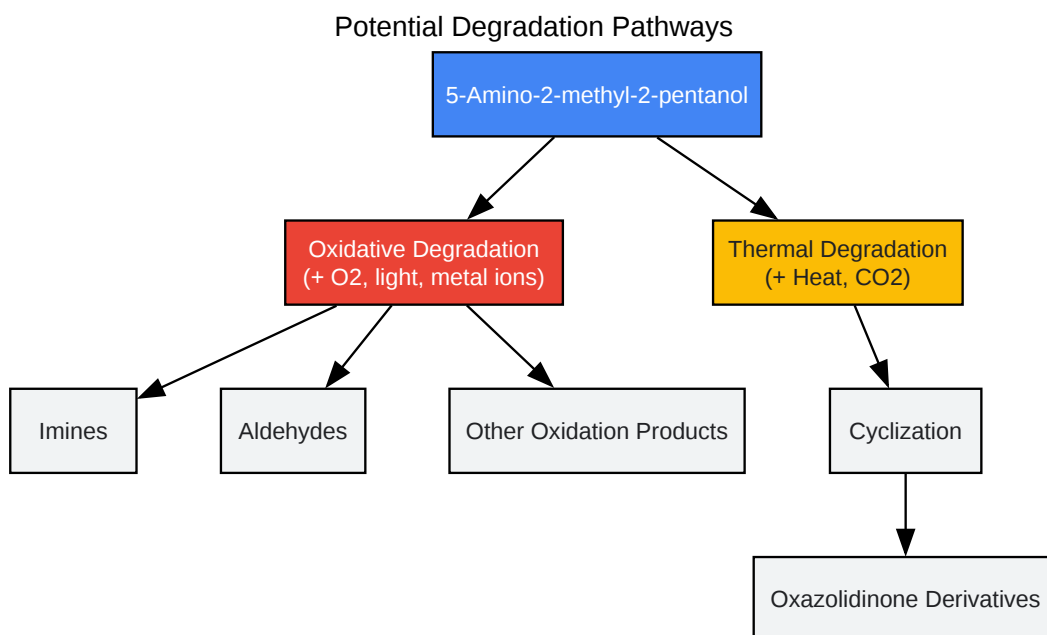 Potential Degradation Pathways
5-Amino-2-methyl-2-pentanol
Oxidative Degradation
(+ O2, light, metal ions)
Thermal Degradation
(+ Heat, CO2)
Imines
Aldehydes
Other Oxidation Products
Cyclization
Oxazolidinone Derivatives